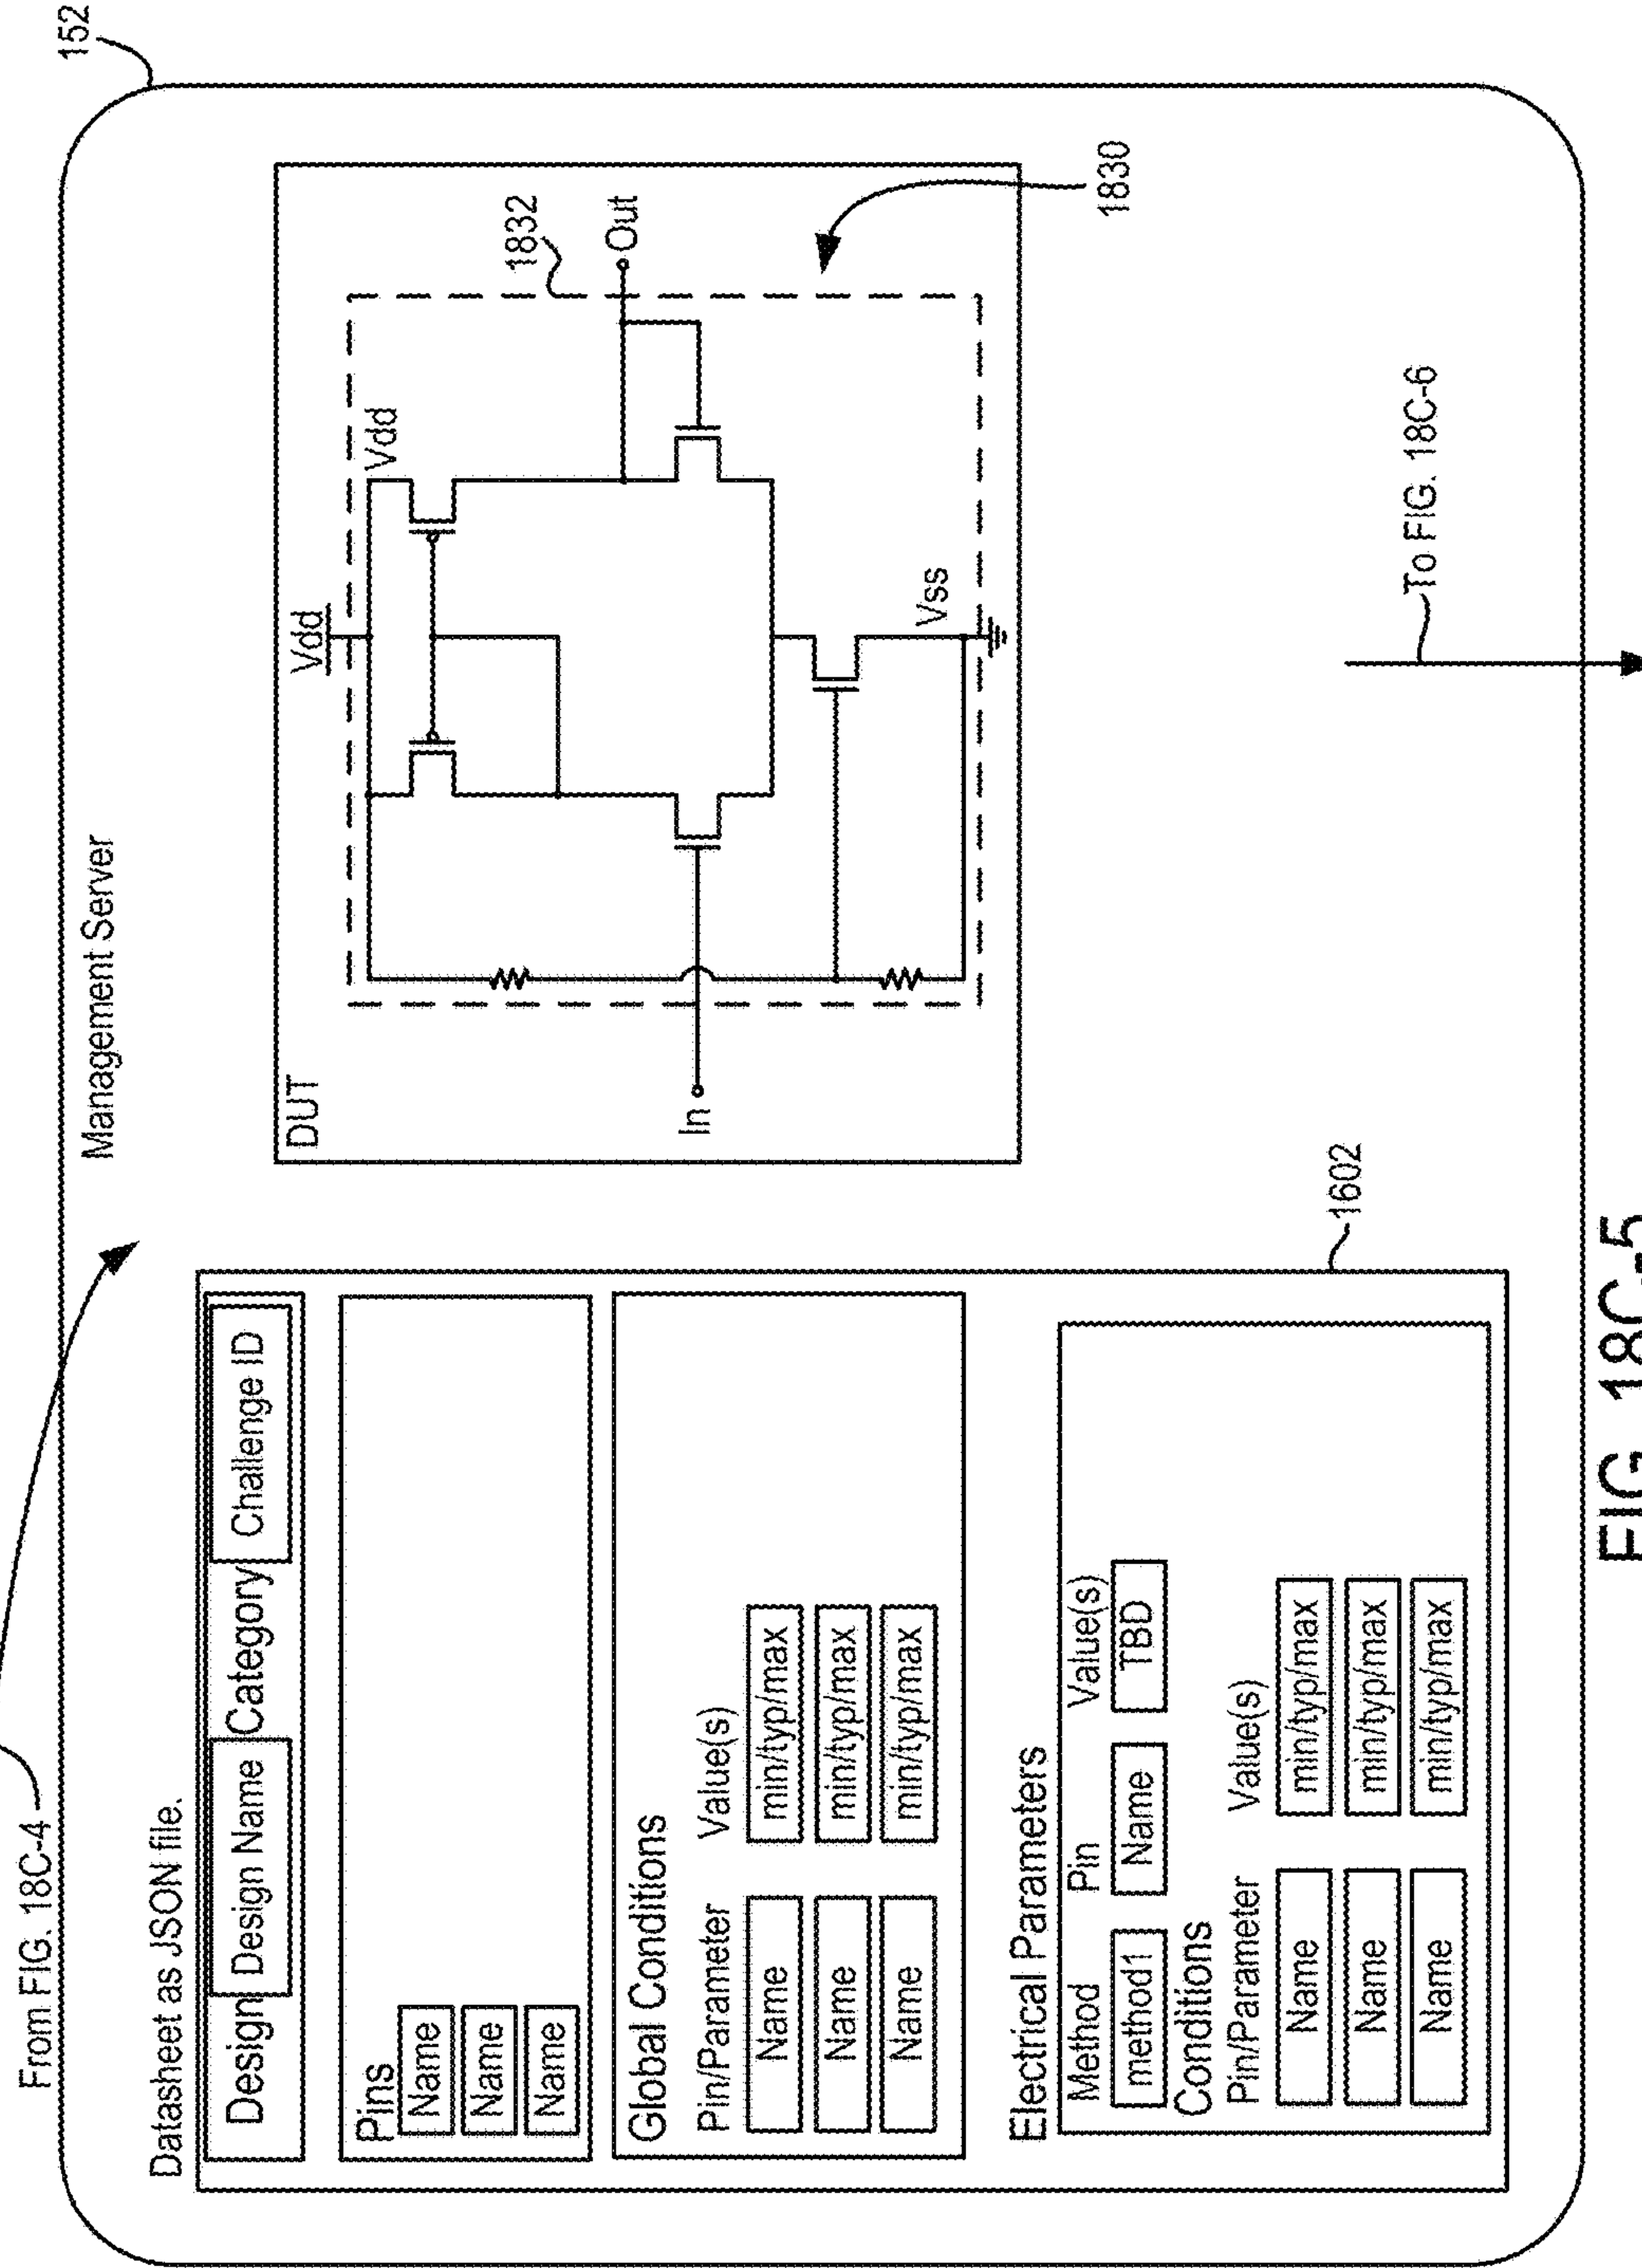 From FIG. 18C-4
152
Management Server
Datasheet as JSON file.
Design Design Name Category Challenge ID
Pins
Name
Name
Name
Global Conditions
Pin/Parameter Value(s)
Name min/typ/max
Name min/typ/max
Name min/typ/max
Electrical Parameters
Method Pin Value(s)
method1 Name TBD
Conditions
Pin/Parameter Value(s)
Name min/typ/max
Name min/typ/max
Name min/typ/max
1602
DUT
Vdd
Vdd
1832
In
Out
Vss
1830
To FIG. 18C-6
FIG. 18C-5